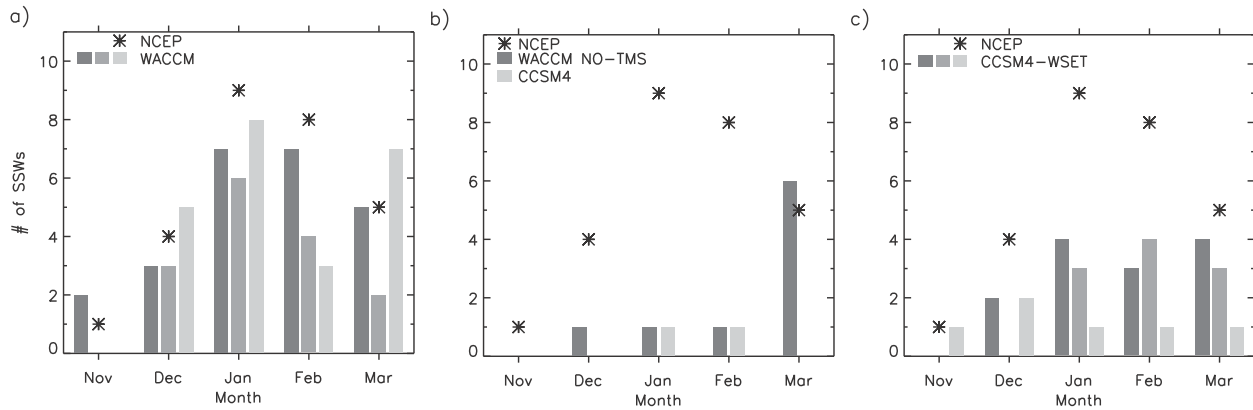 a)
NCEP
WACCM
10
8
6
4
2
0
# of SSWs
Nov Dec Jan Feb Mar
Month
b)
NCEP
WACCM NO-TMS
CCSM4
10
8
6
4
2
0
Nov Dec Jan Feb Mar
Month
c)
NCEP
CCSM4-WSET
10
8
6
4
2
0
Nov Dec Jan Feb Mar
Month